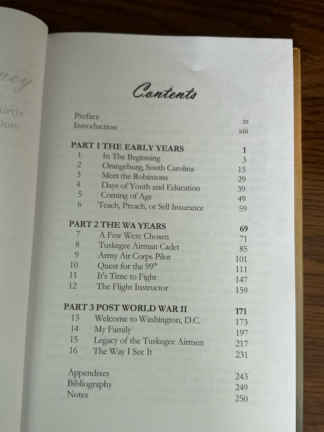 Contents
Preface ix
Introduction xiii
PART 1 THE EARLY YEARS 1
1 In The Beginning 3
2 Orangeburg, South Carolina 15
3 Meet the Robinsons 29
4 Days of Youth and Education 39
5 Coming of Age 49
6 Teach, Preach, or Sell Insurance 59
PART 2 THE WA YEARS 69
7 A Few Were Chosen 71
8 Tuskegee Airman Cadet 85
9 Army Air Corps Pilot 101
10 Quest for the 99th 111
11 It's Time to Fight 147
12 The Flight Instructor 159
PART 3 POST WORLD WAR II 171
13 Welcome to Washington, D.C. 173
14 My Family 197
15 Legacy of the Tuskegee Airmen 217
16 The Way I See It 231
Appendixes 243
Bibliography 249
Notes 250